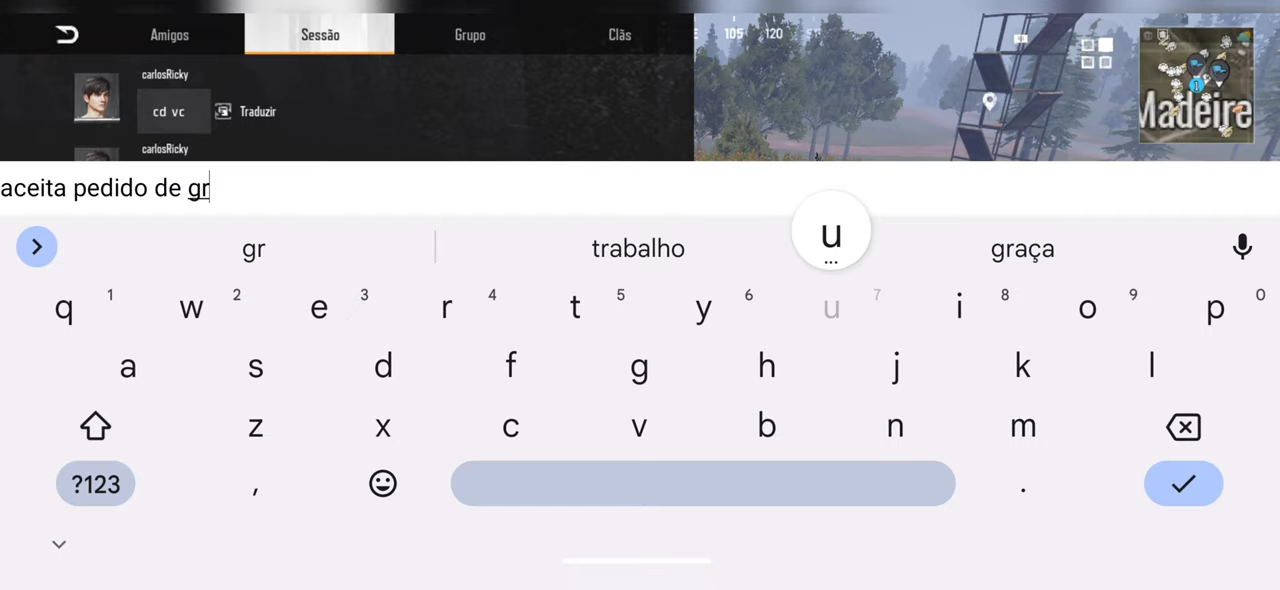 Amigos
Sessão
Grupo
Clãs
105
120
carlosRicky
cd vc
Traduzir
carlosRicky
Madeire
aceita pedido de gr
gr
trabalho
graça
u
...
q 1 w 2 e 3 r 4 t 5 y 6 u 7 i 8 o 9 p 0
a s d f g h j k l
z x c v b n m
?123 , .